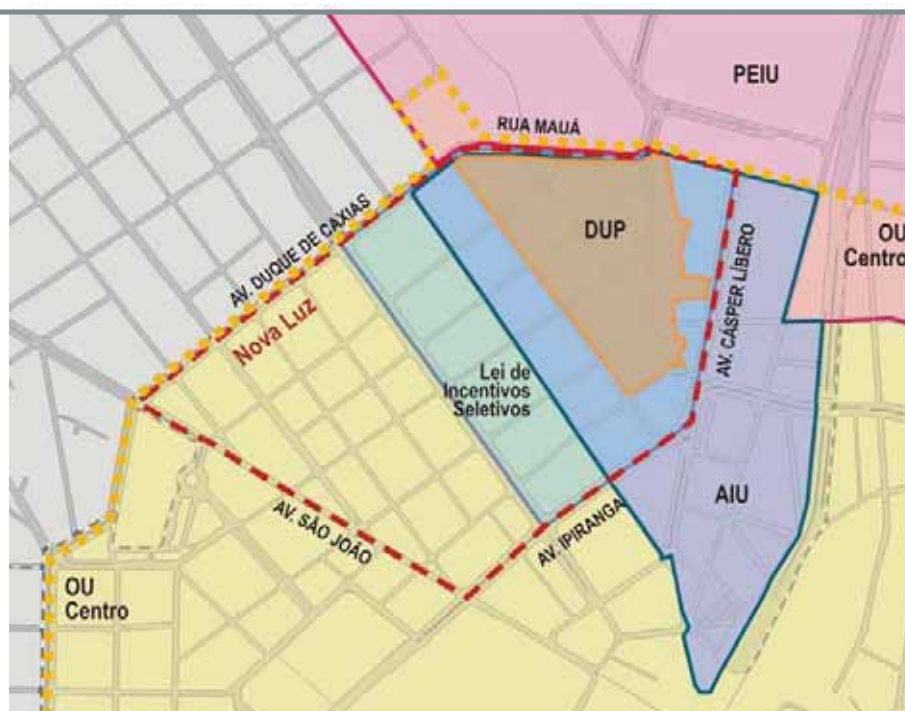 PEIU
RUA MAUÁ
AV. DUQUE DE CAXIAS
DUP
OU
Centro
AV. CÁSPER LÍBERO
Nova Luz
Lei de
Incentivos
Seletivos
AIU
AV. SÃO JOÃO
AV. IPIRANGA
OU
Centro